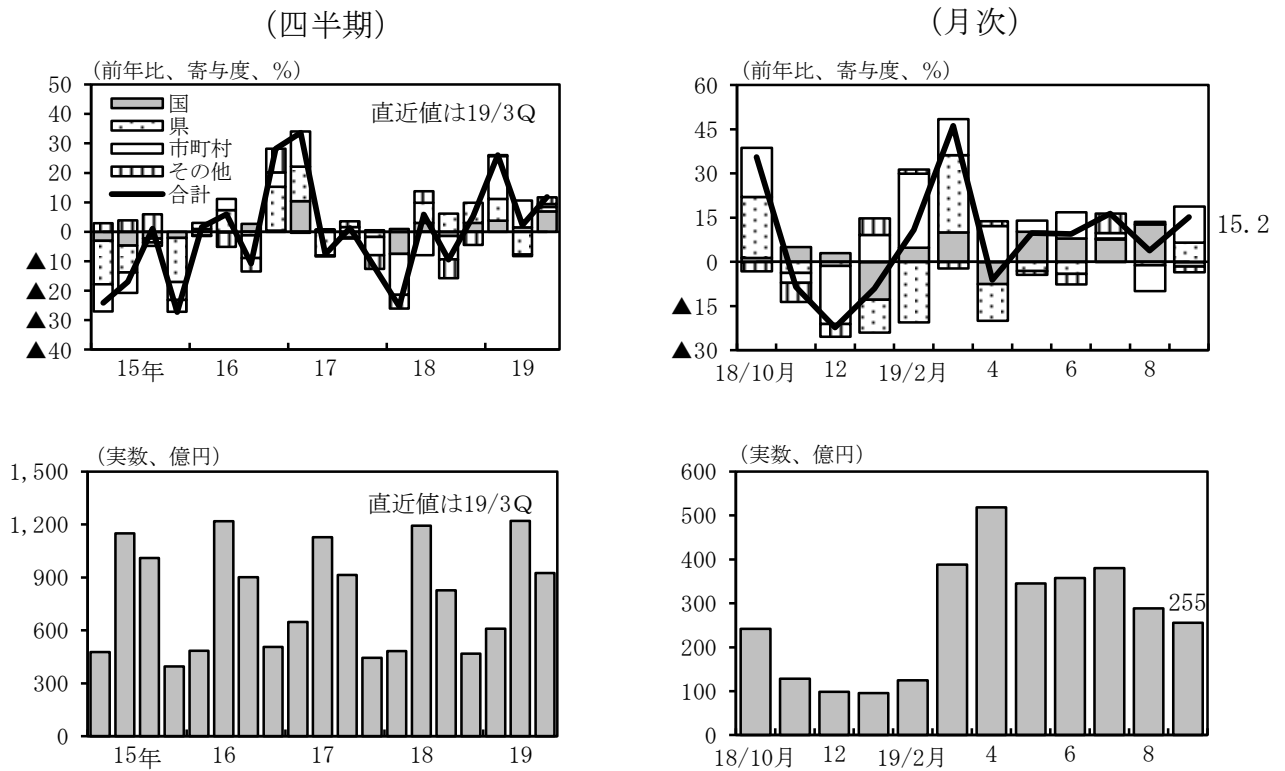 (四半期)
(月次)
(前年比、寄与度、%)
50
40
30
20
10
0
▲ 10
▲ 20
▲ 30
▲ 40
国
県
市町村
その他
合計
直近値は19/3Q
15年
16
17
18
19
(前年比、寄与度、%)
60
45
30
15
0
▲ 15
▲ 30
15.2
18/10月
12
19/2月
4
6
8
(実数、億円)
1,500
1,200
900
600
300
0
直近値は19/3Q
15年
16
17
18
19
(実数、億円)
600
500
400
300
200
100
0
255
18/10月
12
19/2月
4
6
8